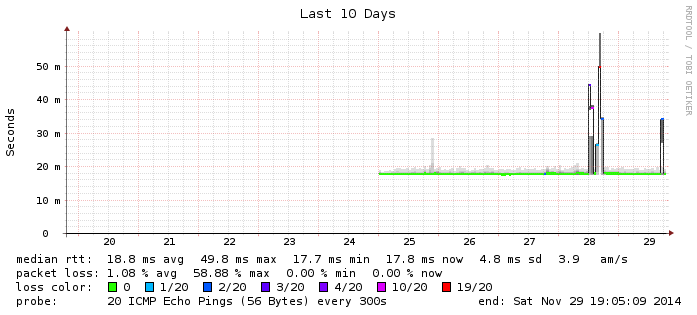 Last 10 Days
RRDTOOL / TOBI OETIKER
Seconds
50 m
40 m
30 m
20 m
10 m
0
20 21 22 23 24 25 26 27 28 29
median rtt: 18.8 ms avg 49.8 ms max 17.7 ms min 17.8 ms now 4.8 ms sd 3.9 am/s
packet loss: 1.08 % avg 58.88 % max 0.00 % min 0.00 % now
loss color: 0 1/20 2/20 3/20 4/20 10/20 19/20
probe: 20 ICMP Echo Pings (56 Bytes) every 300s end: Sat Nov 29 19:05:09 2014